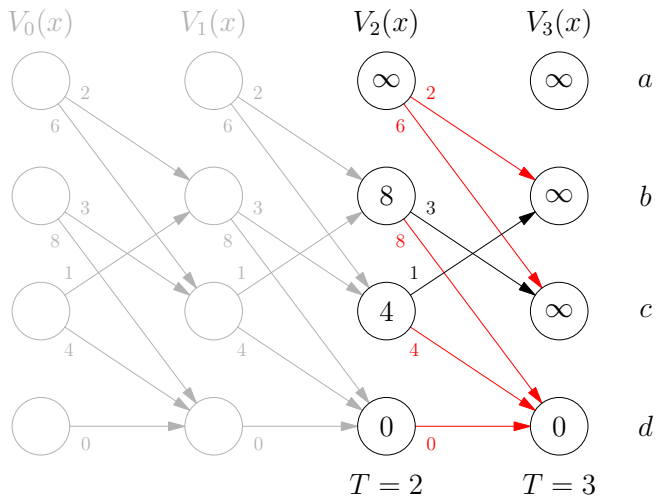 V₀(x) V₁(x) V₂(x) V₃(x)
∞ ∞ a
2 2 2
6 6 6
8 ∞ b
3 3 3
8 8 8
1 1 1
4 ∞ c
4 4 4
0 0 d
0 0 0
T = 2 T = 3